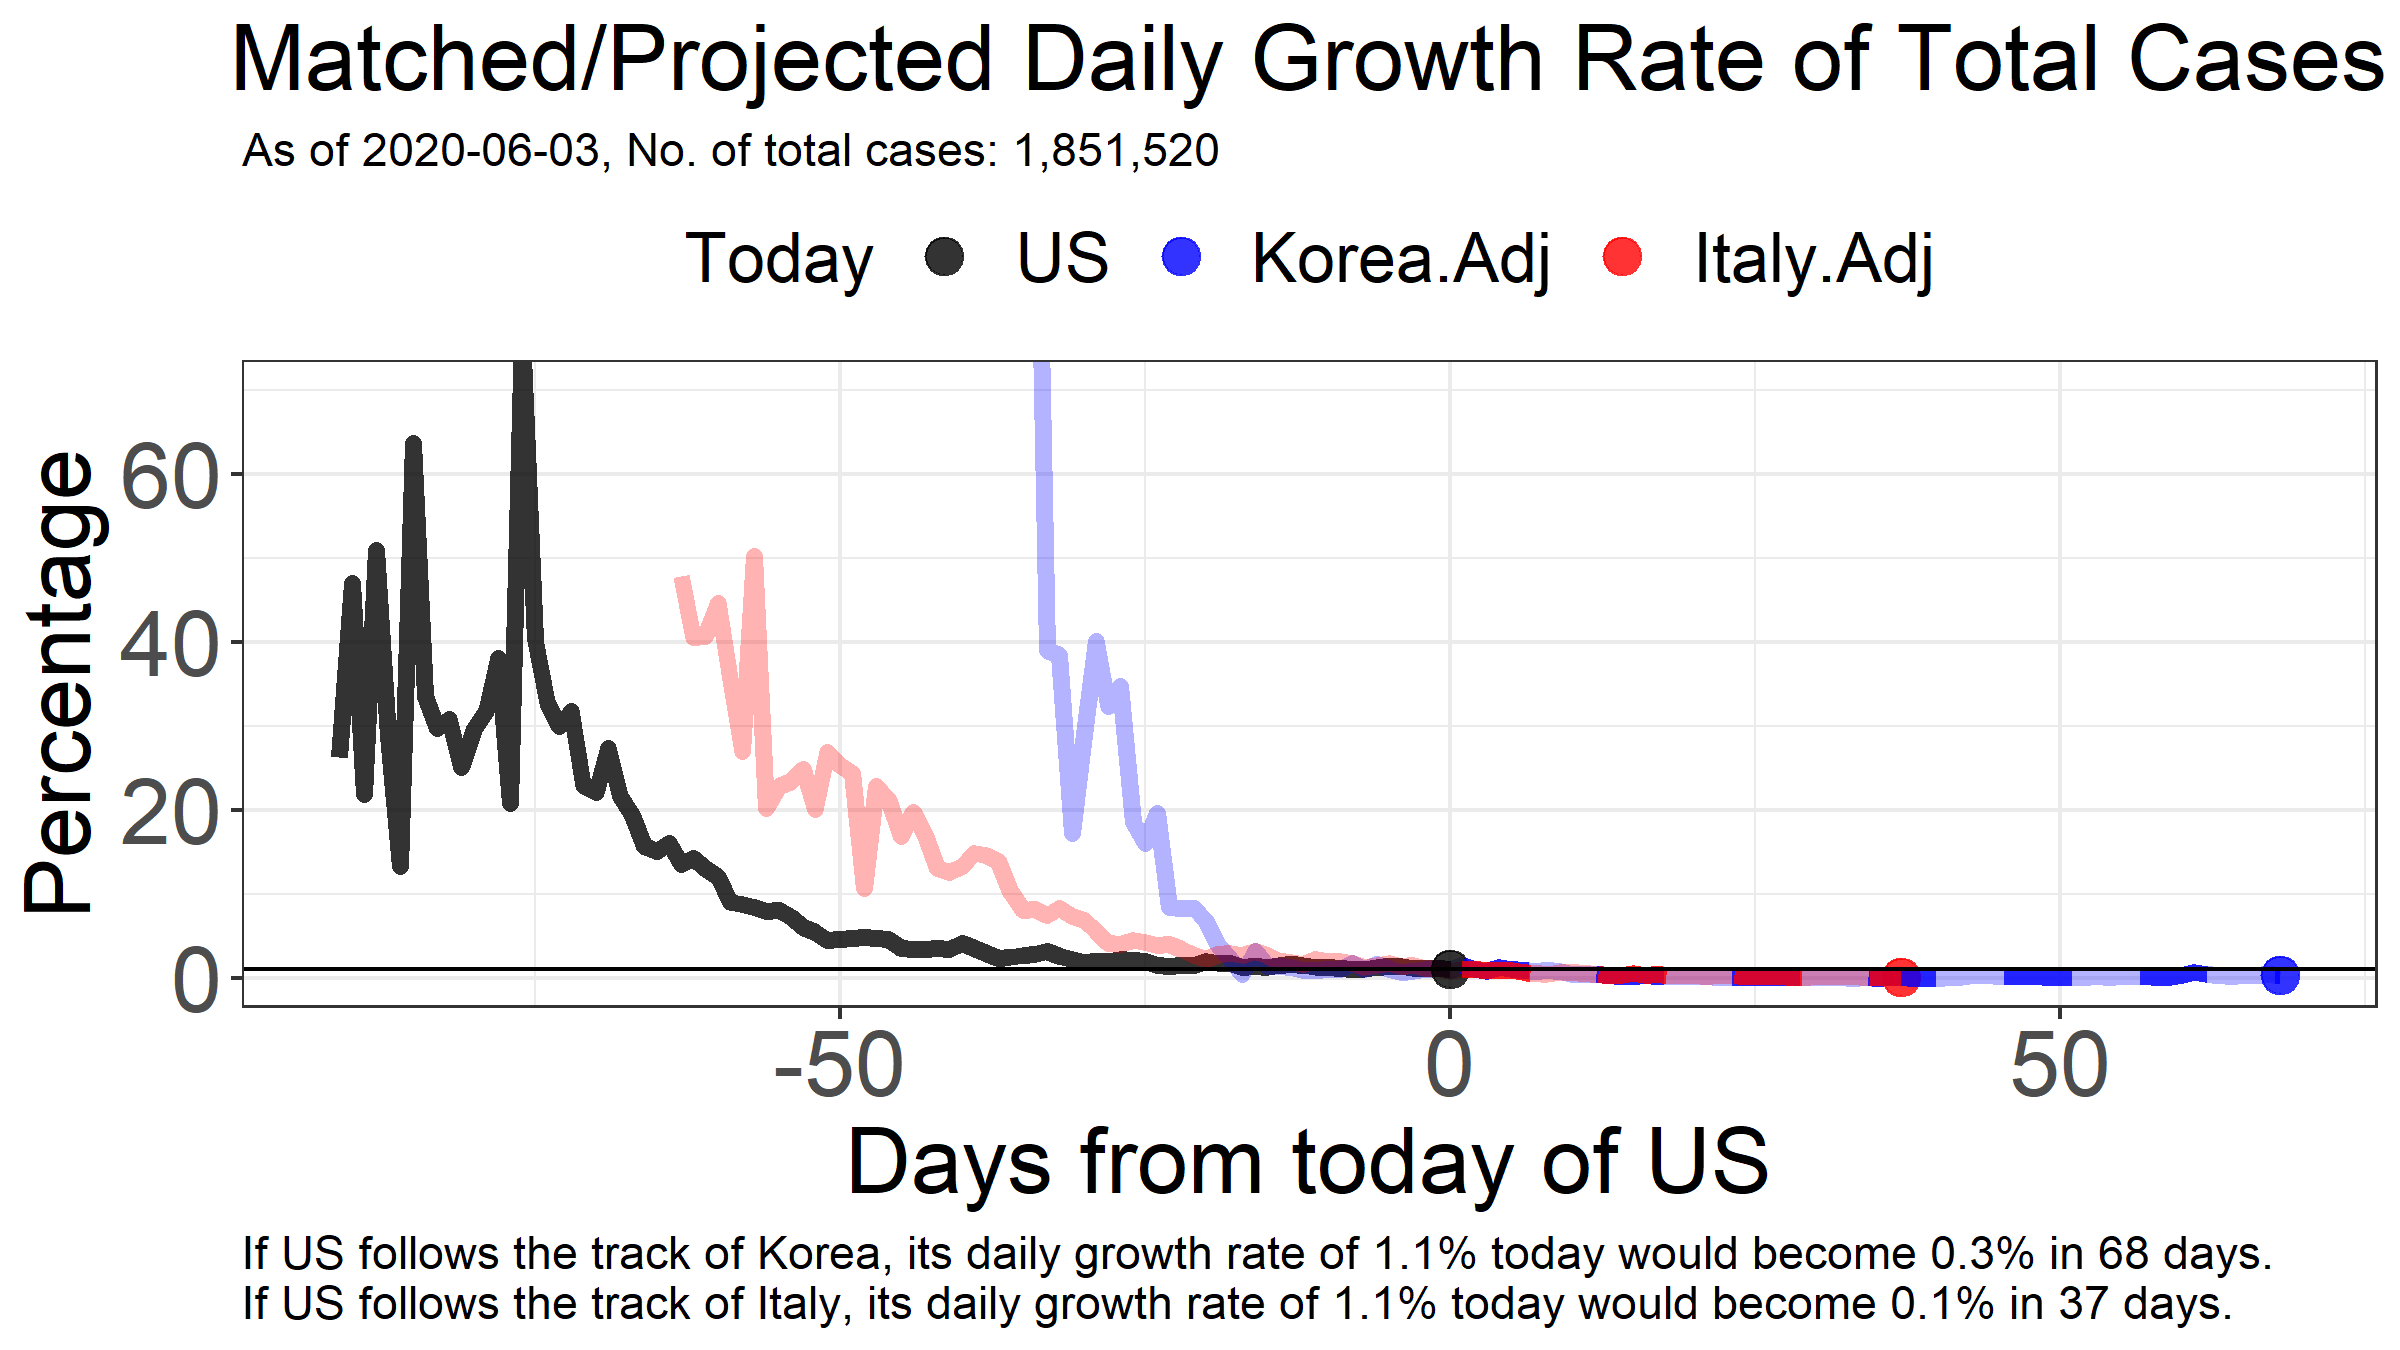 Matched/Projected Daily Growth Rate of Total Cases
As of 2020-06-03, No. of total cases: 1,851,520
Today US Korea.Adj Italy.Adj
Percentage
60
40
20
0
-50 0 50
Days from today of US
If US follows the track of Korea, its daily growth rate of 1.1% today would become 0.3% in 68 days.
If US follows the track of Italy, its daily growth rate of 1.1% today would become 0.1% in 37 days.